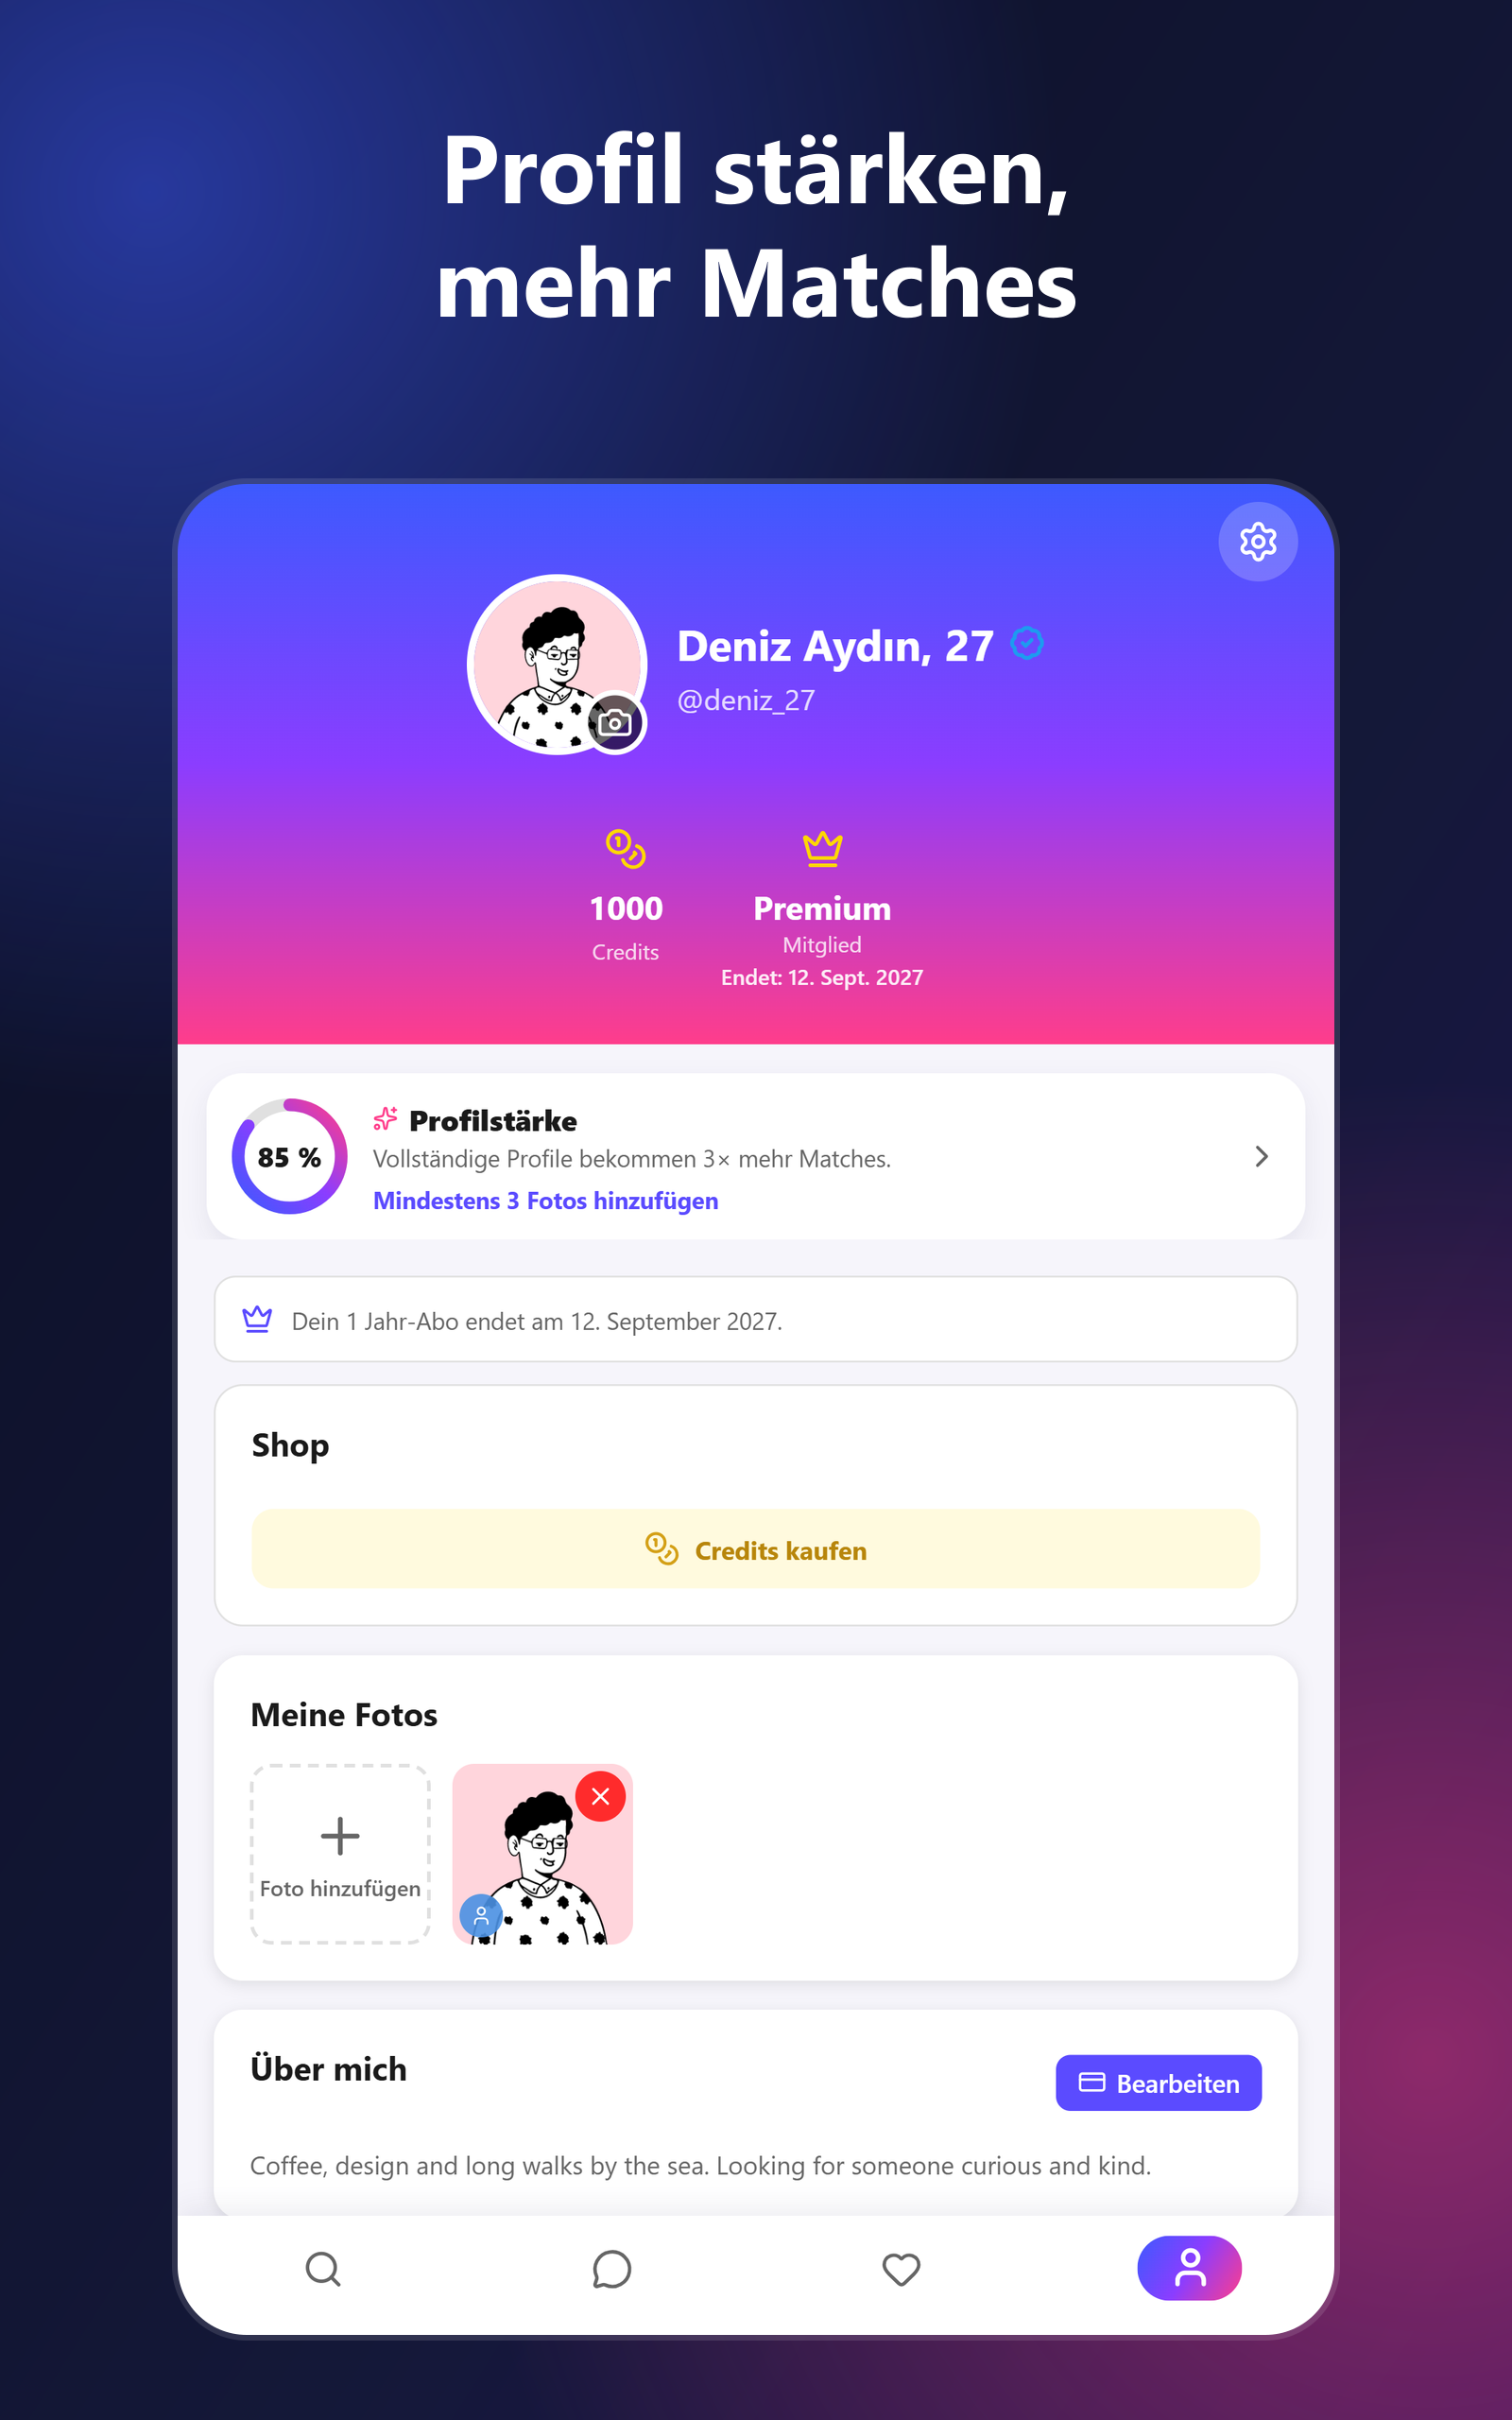 Profil stärken,
mehr Matches
Deniz Aydın, 27
@deniz_27
1000
Credits
Premium
Mitglied
Endet: 12. Sept. 2027
85 %
Profilstärke
Vollständige Profile bekommen 3× mehr Matches.
Mindestens 3 Fotos hinzufügen
Dein 1 Jahr-Abo endet am 12. September 2027.
Shop
Credits kaufen
Meine Fotos
Foto hinzufügen
Über mich
Bearbeiten
Coffee, design and long walks by the sea. Looking for someone curious and kind.